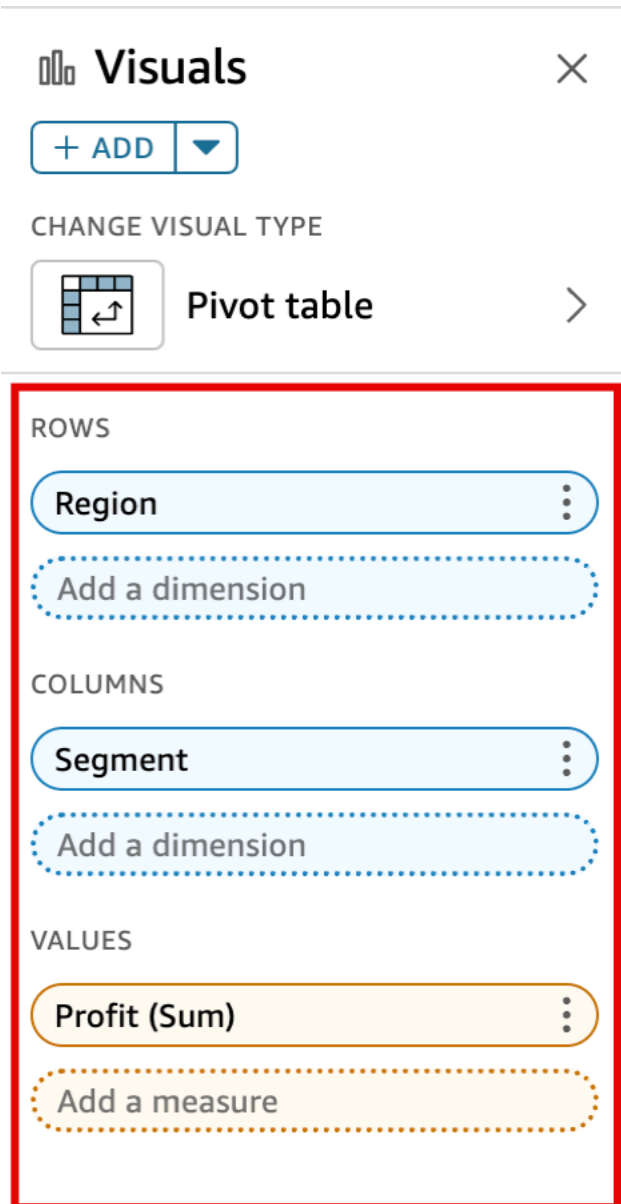 Visuals
+ ADD
CHANGE VISUAL TYPE
Pivot table
ROWS
Region
Add a dimension
COLUMNS
Segment
Add a dimension
VALUES
Profit (Sum)
Add a measure